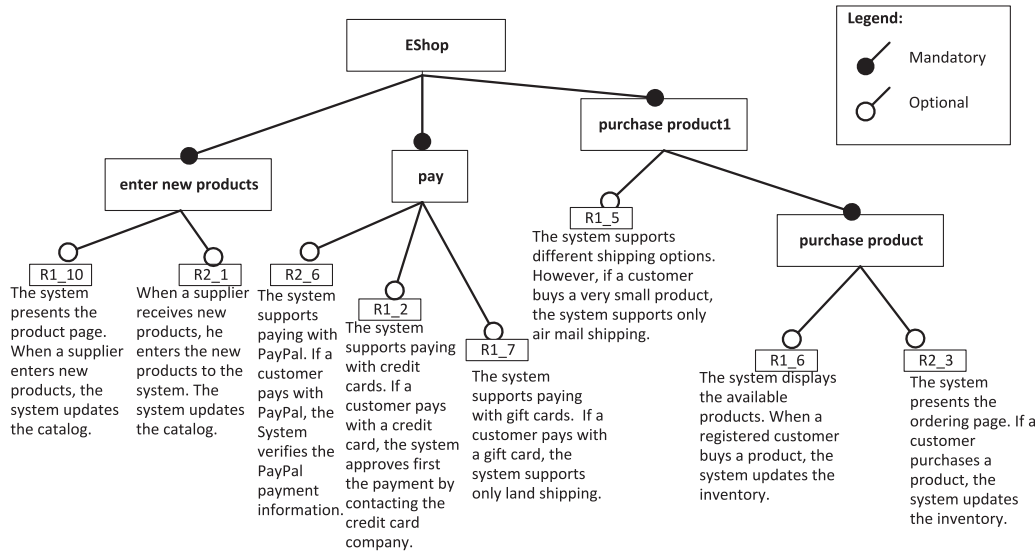 EShop
Legend:
Mandatory
Optional
purchase product1
enter new products
pay
R1_5
The system supports
different shipping options.
However, if a customer
buys a very small product,
the system supports only
air mail shipping.
purchase product
R1_10
The system
presents the
product page.
When a supplier
enters new
products, the
system updates
the catalog.
R2_1
When a supplier
receives new
products, he
enters the new
products to the
system. The
system updates
the catalog.
R2_6
The system
supports
paying with
PayPal. If a
customer
pays with
PayPal, the
System
verifies the
PayPal
payment
information.
R1_2
The system
supports paying
with credit
cards. If a
customer pays
with a credit
card, the system
approves first
the payment by
contacting the
credit card
company.
R1_7
The system
supports paying
with gift cards.  If a
customer pays with
a gift card, the
system supports
only land shipping.
R1_6
The system displays
the available
products. When a
registered customer
buys a product, the
system updates the
inventory.
R2_3
The system
presents the
ordering page. If a
customer
purchases a
product, the
system updates
the inventory.